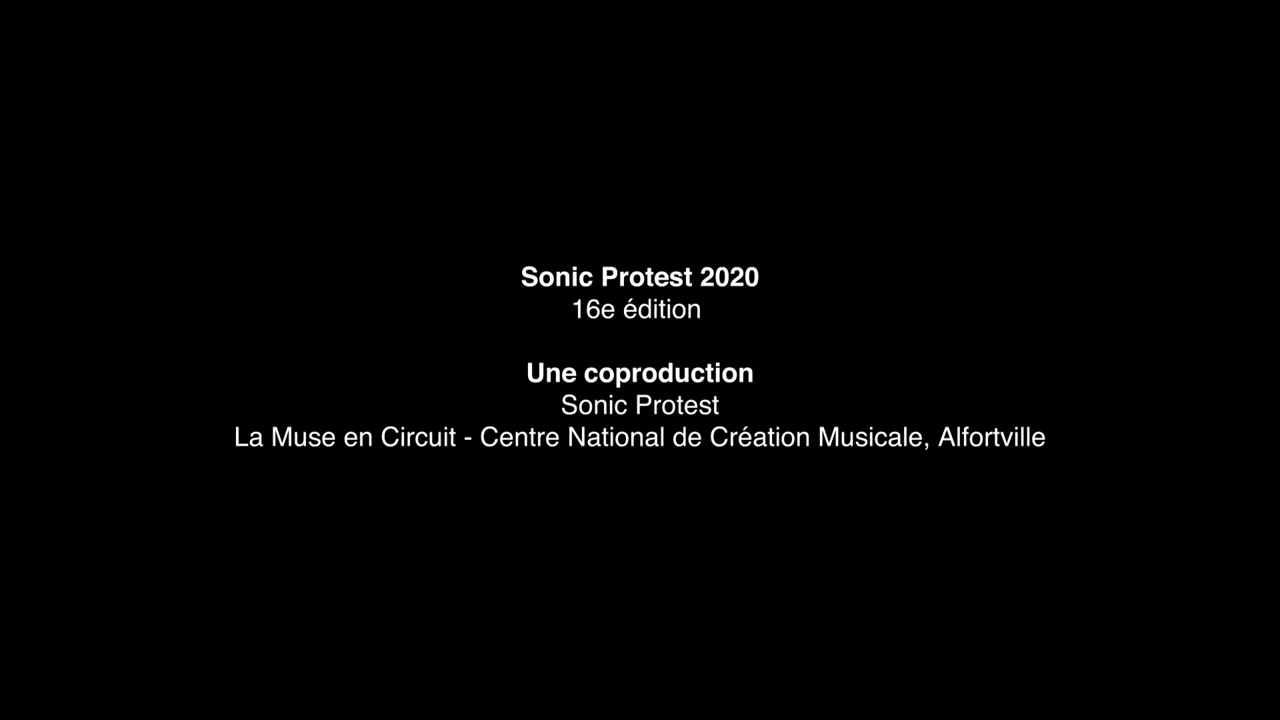 Sonic Protest 2020
16e édition
Une coproduction
Sonic Protest
La Muse en Circuit - Centre National de Création Musicale, Alfortville